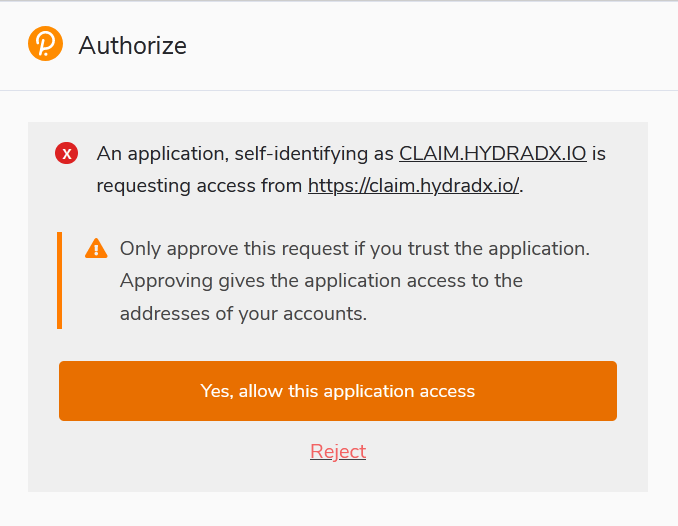 Authorize
An application, self-identifying as CLAIM.HYDRADX.IO is
requesting access from https://claim.hydradx.io/.
Only approve this request if you trust the application.
Approving gives the application access to the
addresses of your accounts.
Yes, allow this application access
Reject